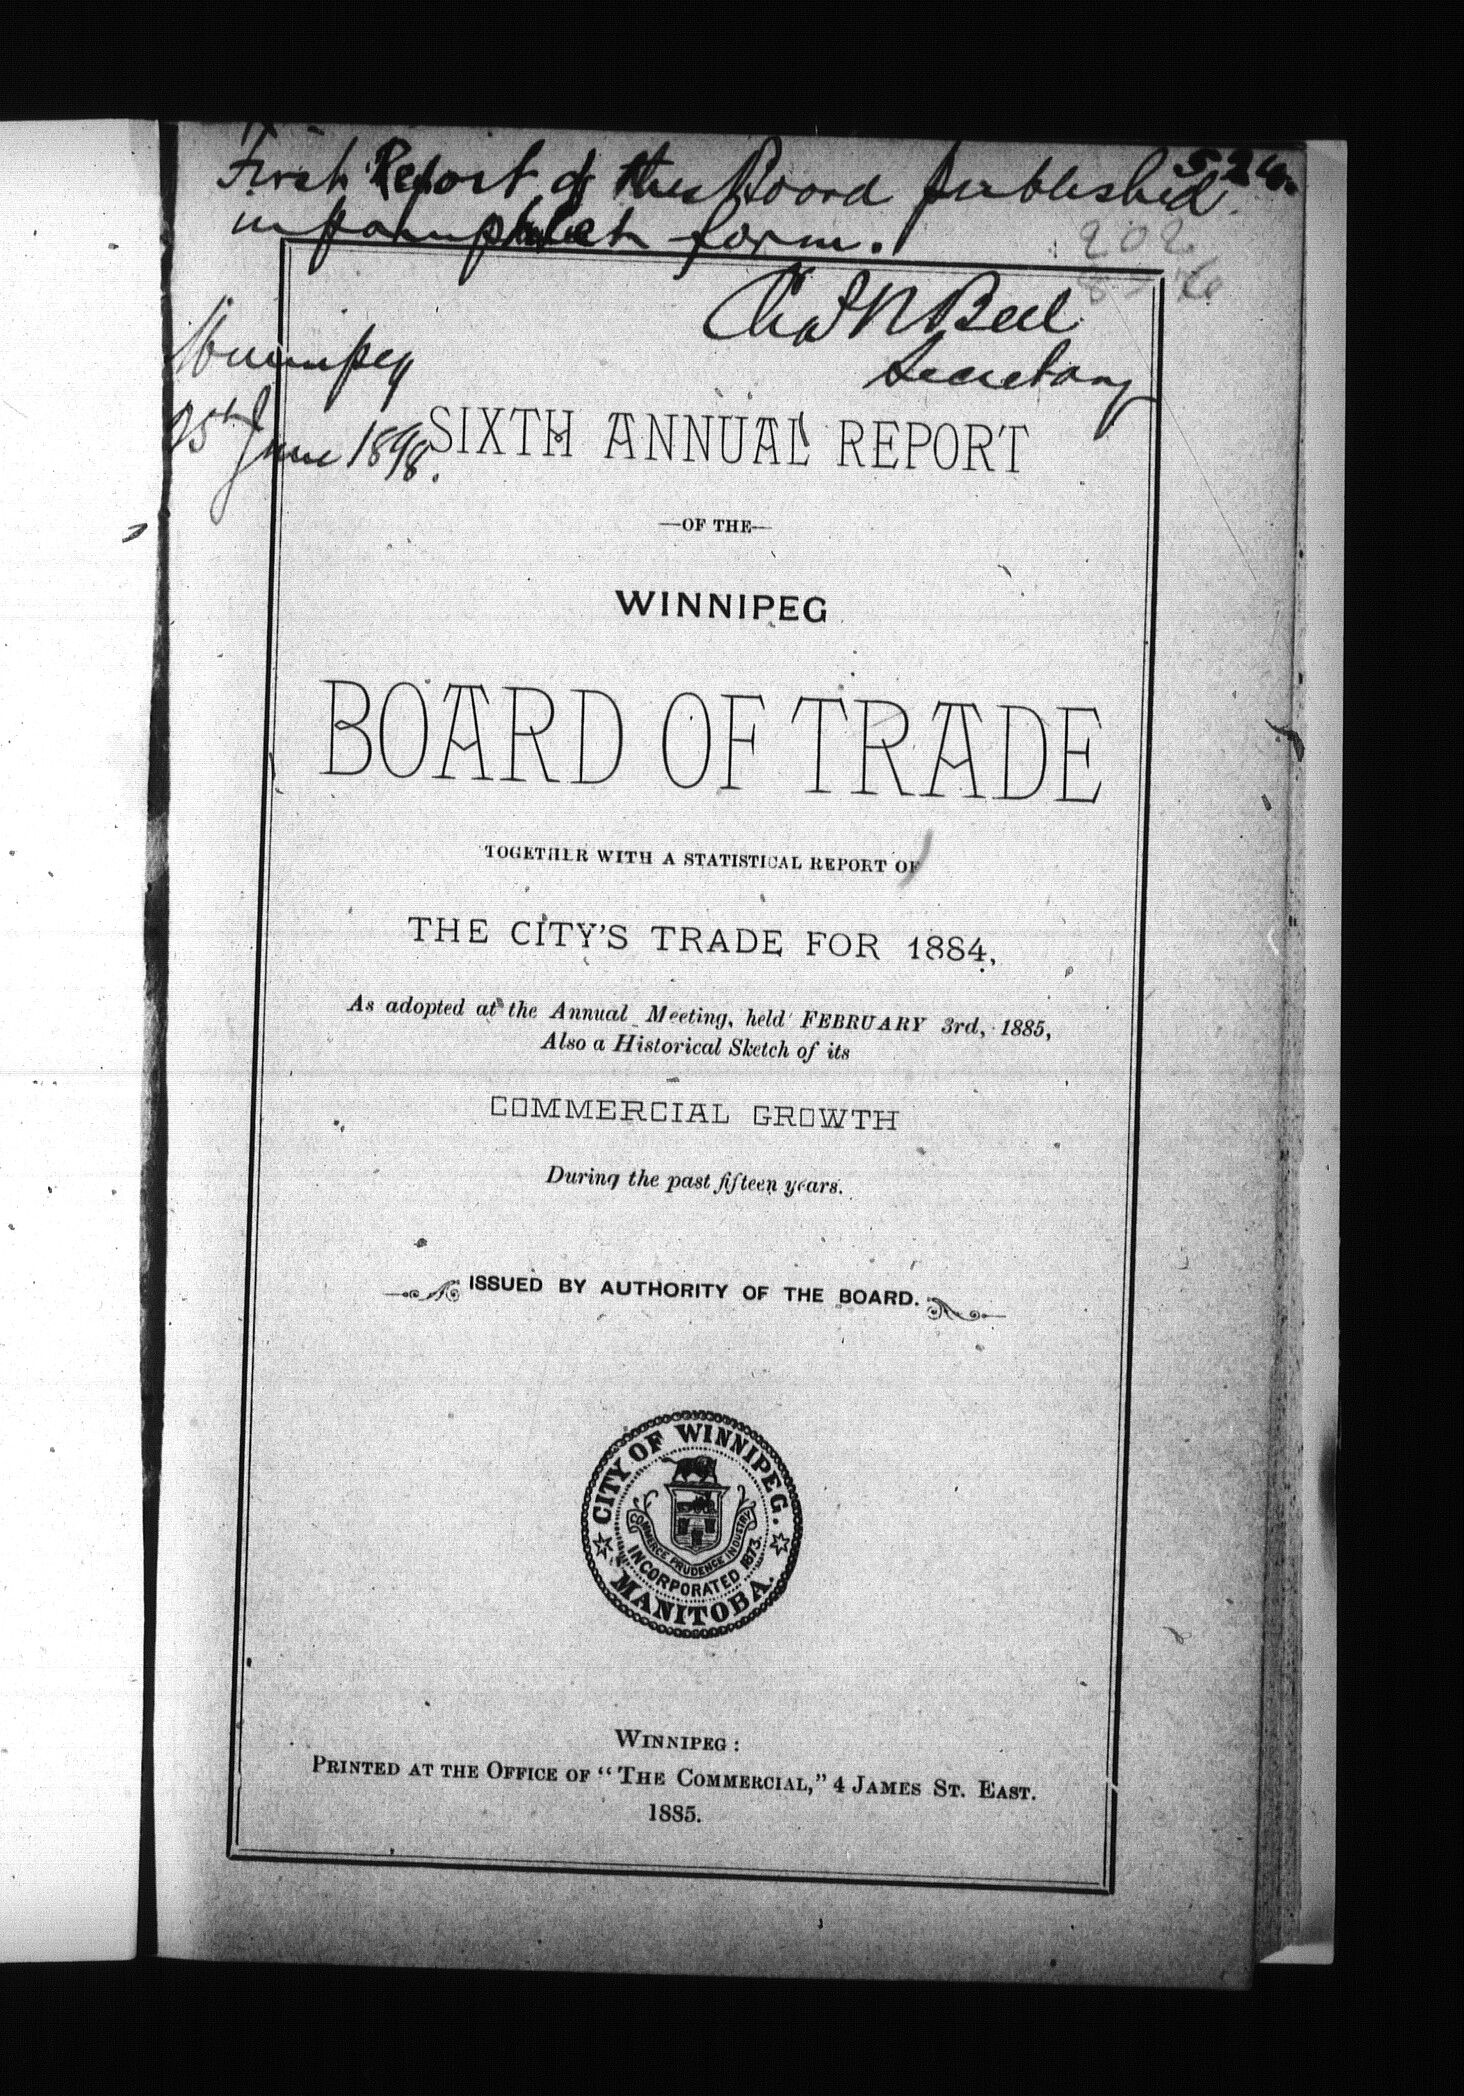 First Report of this Board published
in pamphlet form.
524.
202
Chas N Bell
Secretary
Winnipeg
25th June 1898.
SIXTH ANNUAL REPORT
—OF THE—
WINNIPEG
BOARD OF TRADE
TOGETHER WITH A STATISTICAL REPORT OF
THE CITY'S TRADE FOR 1884,
As adopted at the Annual Meeting, held FEBRUARY 3rd, 1885,
Also a Historical Sketch of its
COMMERCIAL GROWTH
During the past fifteen years.
ISSUED BY AUTHORITY OF THE BOARD.
CITY OF WINNIPEG.
COMMERCE PRUDENCE INDUSTRY
INCORPORATED 1873.
MANITOBA.
WINNIPEG:
PRINTED AT THE OFFICE OF "THE COMMERCIAL," 4 JAMES ST. EAST.
1885.